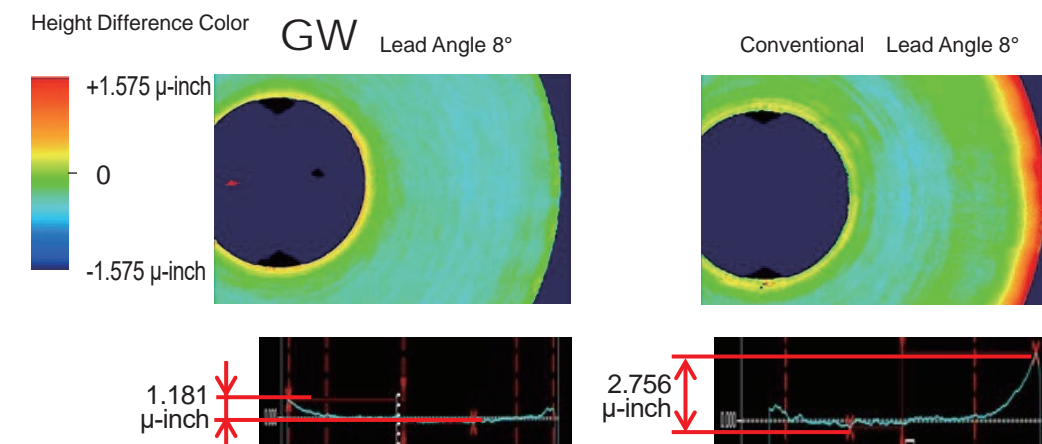 Height Difference Color
GW Lead Angle 8°
Conventional Lead Angle 8°
+1.575 µ-inch
0
-1.575 µ-inch
1.181
µ-inch
2.756
µ-inch